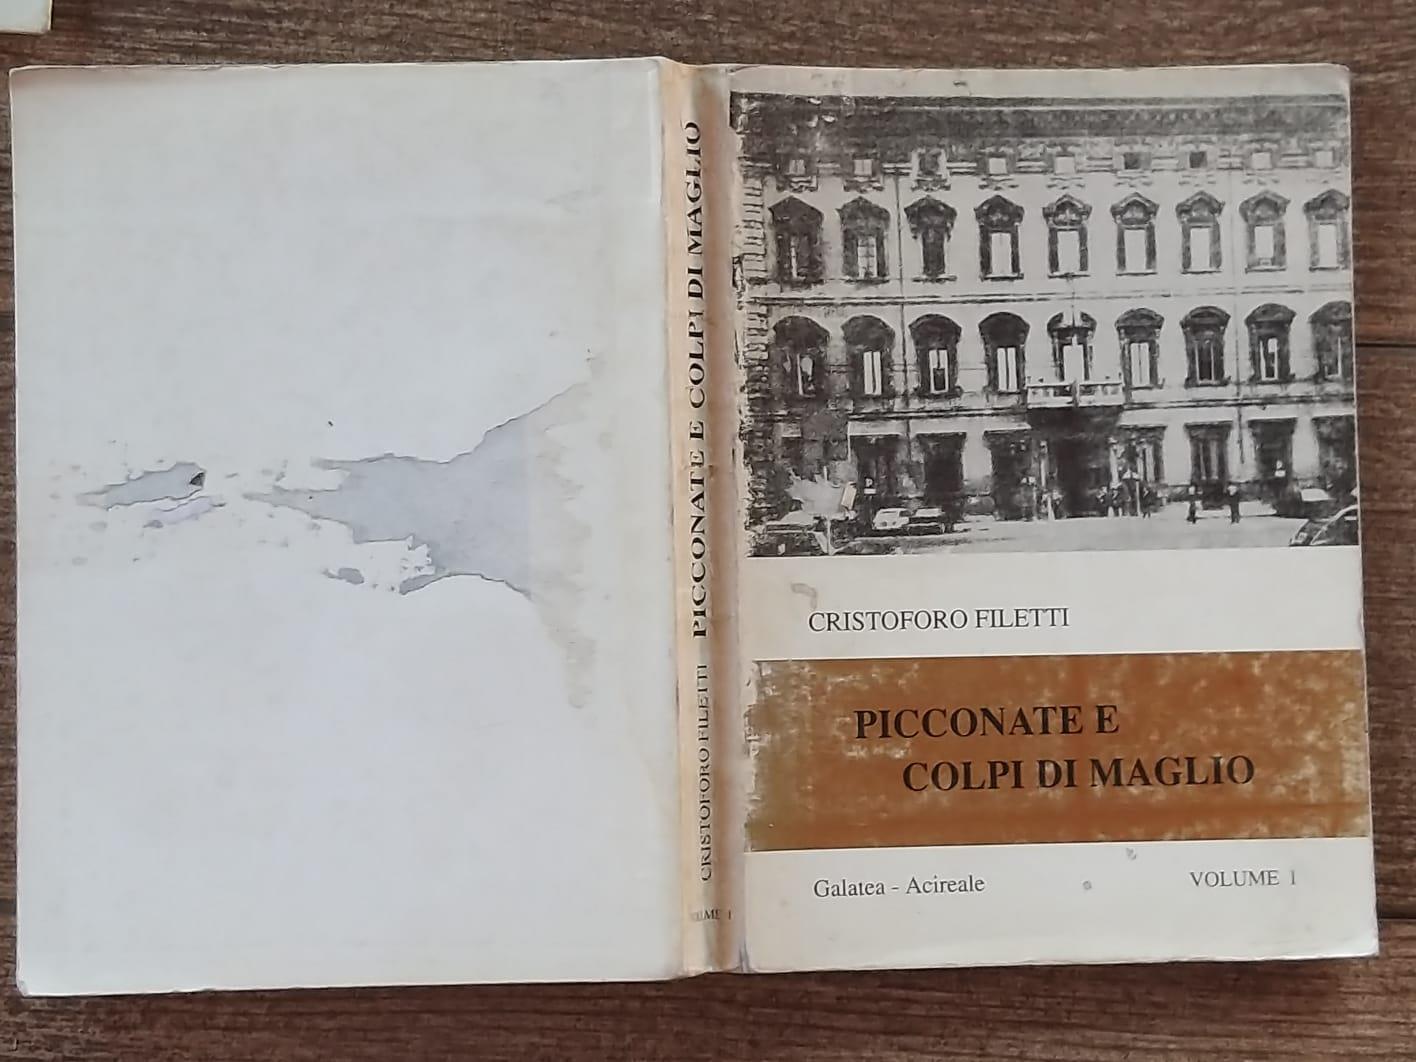 CRISTOFORO FILETTI PICCONATE E COLPI DI MAGLIO
CRISTOFORO FILETTI
PICCONATE E
COLPI DI MAGLIO
Galatea - Acireale
VOLUME 1